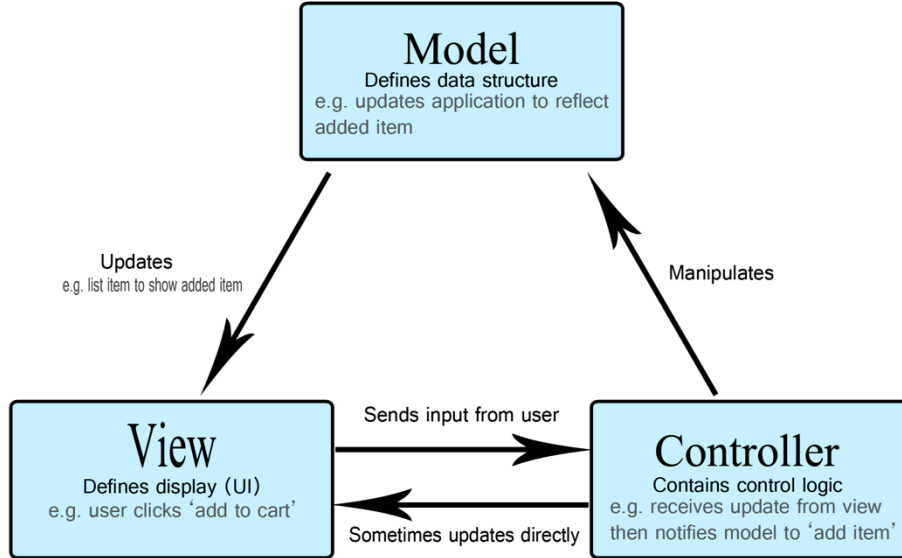 Model
Defines data structure
e.g. updates application to reflect
added item
Updates
e.g. list item to show added item
Manipulates
View
Defines display (UI)
e.g. user clicks ‘add to cart’
Sends input from user
Sometimes updates directly
Controller
Contains control logic
e.g. receives update from view
then notifies model to ‘add item’